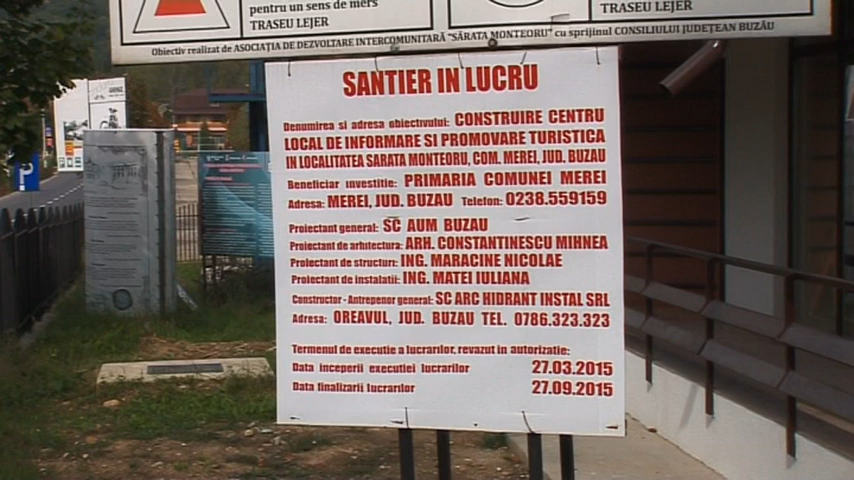 pentru un sens de mers
TRASEU LEJER
TRASEU LEJER
Obiectiv realizat de ASOCIAȚIA DE DEZVOLTARE INTERCOMUNITARĂ "SĂRATA MONTEORU" cu sprijinul CONSILIULUI JUDEȚEAN BUZĂU
SANTIER IN LUCRU
Denumirea si adresa obiectivului: CONSTRUIRE CENTRU
LOCAL DE INFORMARE SI PROMOVARE TURISTICA
IN LOCALITATEA SARATA MONTEORU, COM. MEREI, JUD. BUZAU
Beneficiar investitie: PRIMARIA COMUNEI MEREI
Adresa: MEREI, JUD. BUZAU Telefon: 0238.559159
Proiectant general: SC AUM BUZAU
Proiectant de arhitectura: ARH. CONSTANTINESCU MIHNEA
Proiectant de structuri: ING. MARACINE NICOLAE
Proiectant de instalatii: ING. MATEI IULIANA
Constructor - Antreprenor general: SC ARC HIDRANT INSTAL SRL
Adresa: OREAVUL, JUD. BUZAU TEL. 0786.323.323
Termenul de executie a lucrarilor, revazut in autorizatie:
Data inceperii executiei lucrarilor 27.03.2015
Data finalizarii lucrarilor 27.09.2015
P